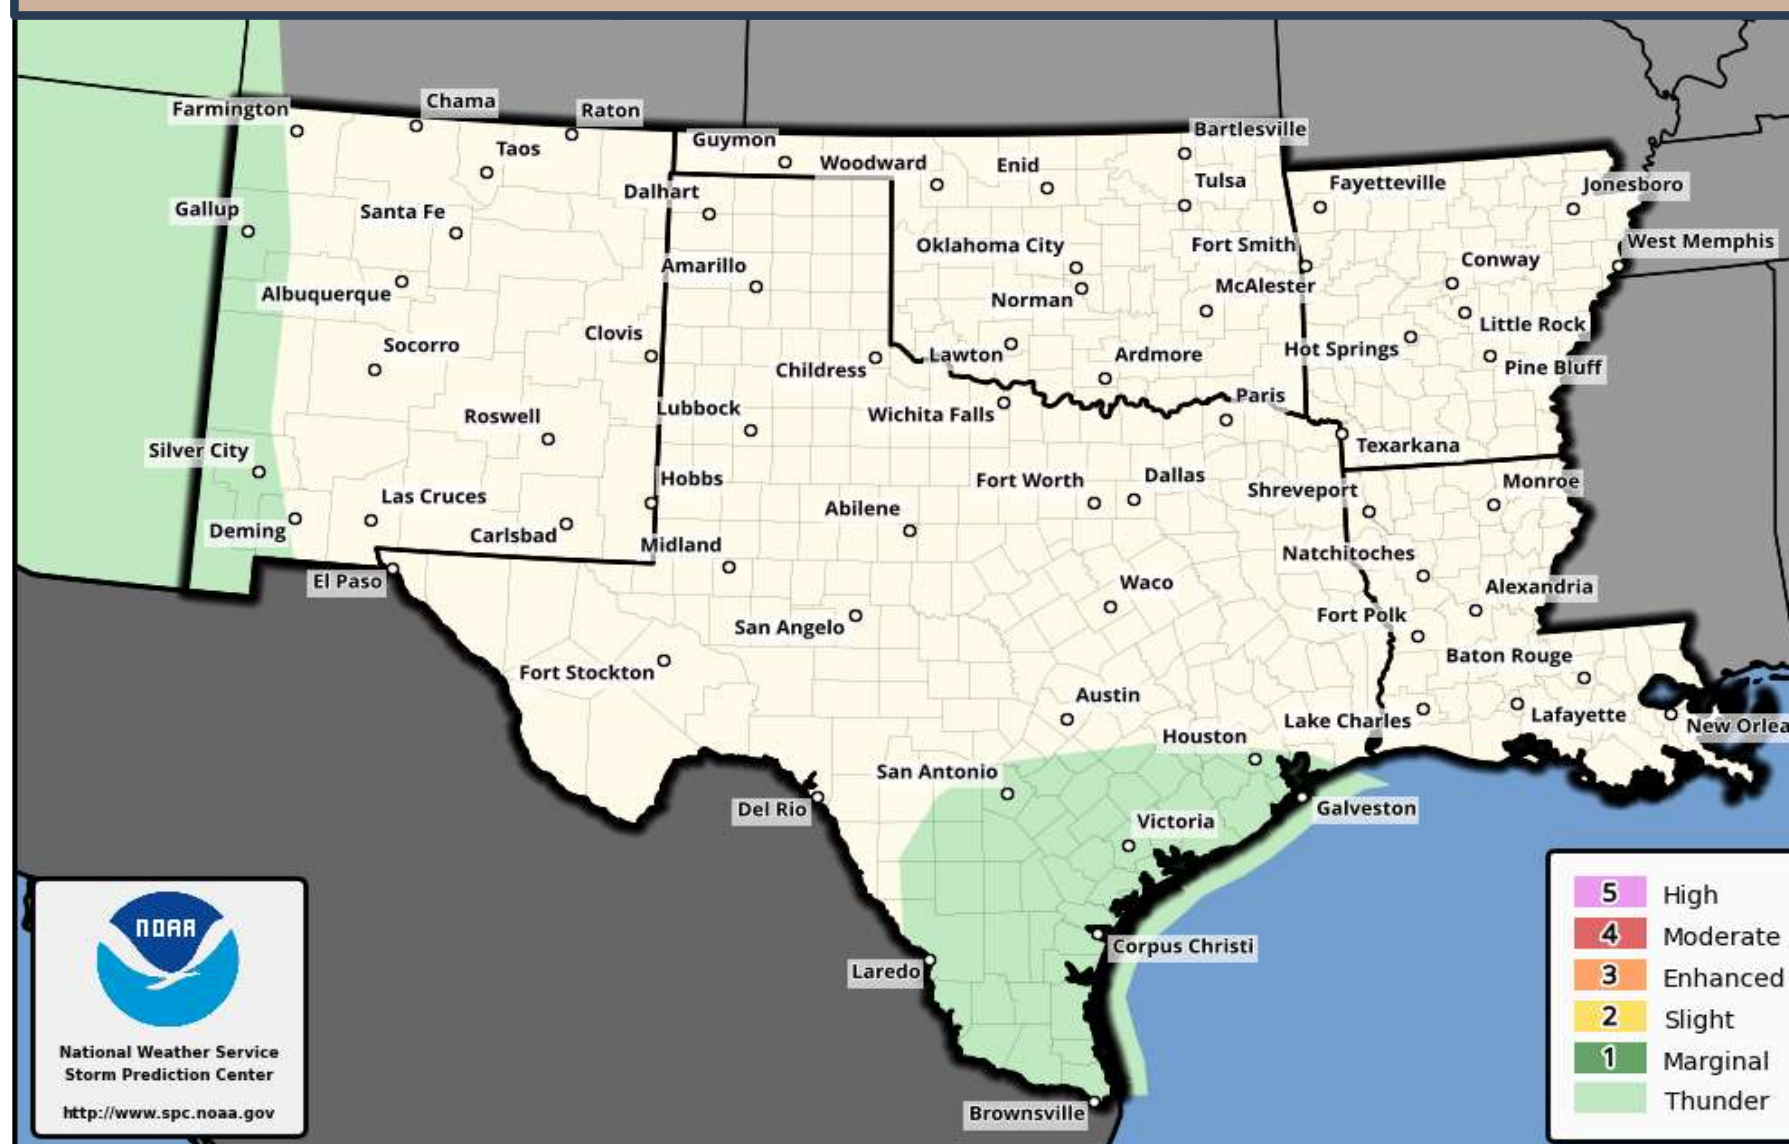 Farmington
Chama
Raton
Guymon
Bartlesville
Taos
Woodward
Enid
Tulsa
Fayetteville
Jonesboro
Dalhart
Gallup
Santa Fe
Oklahoma City
Fort Smith
West Memphis
Amarillo
Conway
Albuquerque
McAlester
Norman
Little Rock
Clovis
Socorro
Lawton
Ardmore
Hot Springs
Childress
Pine Bluff
Paris
Lubbock
Roswell
Wichita Falls
Texarkana
Silver City
Hobbs
Fort Worth
Dallas
Shreveport
Monroe
Las Cruces
Abilene
Deming
Carlsbad
Midland
Natchitoches
El Paso
Waco
Alexandria
San Angelo
Fort Polk
Baton Rouge
Fort Stockton
Austin
Lake Charles
Lafayette
New Orlea
Houston
San Antonio
Del Rio
Galveston
Victoria
Corpus Christi
Laredo
Brownsville
NOAA
National Weather Service
Storm Prediction Center
http://www.spc.noaa.gov
5 High
4 Moderate
3 Enhanced
2 Slight
1 Marginal
Thunder